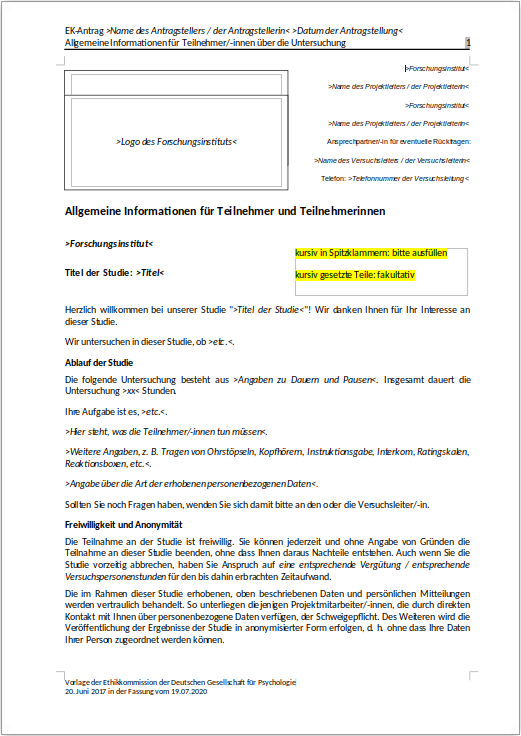 EK-Antrag >Name des Antragstellers / der Antragstellerin< >Datum der Antragstellung<
Allgemeine Informationen für Teilnehmer/-innen über die Untersuchung 1
>Forschungsinstitut<
>Name des Projektleiters / der Projektleiterin<
>Forschungsinstitut<
>Name des Projektleiters / der Projektleiterin<
Ansprechpartner/-in für eventuelle Rückfragen:
>Name des Versuchsleiters / der Versuchsleiterin<
Telefon: >Telefonnummer der Versuchsleitung<
>Logo des Forschungsinstituts<
Allgemeine Informationen für Teilnehmer und Teilnehmerinnen
>Forschungsinstitut<
Titel der Studie: >Titel<
kursiv in Spitzklammern: bitte ausfüllen
kursiv gesetzte Teile: fakultativ
Herzlich willkommen bei unserer Studie ">Titel der Studie<"! Wir danken Ihnen für Ihr Interesse an
dieser Studie.
Wir untersuchen in dieser Studie, ob >etc.<.
Ablauf der Studie
Die folgende Untersuchung besteht aus >Angaben zu Dauern und Pausen<. Insgesamt dauert die
Untersuchung >xx< Stunden.
Ihre Aufgabe ist es, >etc.<.
>Hier steht, was die Teilnehmer/-innen tun müssen<.
>Weitere Angaben, z. B. Tragen von Ohrstöpseln, Kopfhörern, Instruktionsgabe, Interkom, Ratingskalen,
Reaktionsboxen, etc.<.
>Angabe über die Art der erhobenen personenbezogenen Daten<.
Sollten Sie noch Fragen haben, wenden Sie sich damit bitte an den oder die Versuchsleiter/-in.
Freiwilligkeit und Anonymität
Die Teilnahme an der Studie ist freiwillig. Sie können jederzeit und ohne Angabe von Gründen die
Teilnahme an dieser Studie beenden, ohne dass Ihnen daraus Nachteile entstehen. Auch wenn Sie die
Studie vorzeitig abbrechen, haben Sie Anspruch auf eine entsprechende Vergütung / entsprechende
Versuchspersonenstunden für den bis dahin erbrachten Zeitaufwand.
Die im Rahmen dieser Studie erhobenen, oben beschriebenen Daten und persönlichen Mitteilungen
werden vertraulich behandelt. So unterliegen diejenigen Projektmitarbeiter/-innen, die durch direkten
Kontakt mit Ihnen über personenbezogene Daten verfügen, der Schweigepflicht. Des Weiteren wird die
Veröffentlichung der Ergebnisse der Studie in anonymisierter Form erfolgen, d. h. ohne dass Ihre Daten
Ihrer Person zugeordnet werden können.
Vorlage der Ethikkommission der Deutschen Gesellschaft für Psychologie
20. Juni 2017 in der Fassung vom 19.07.2020